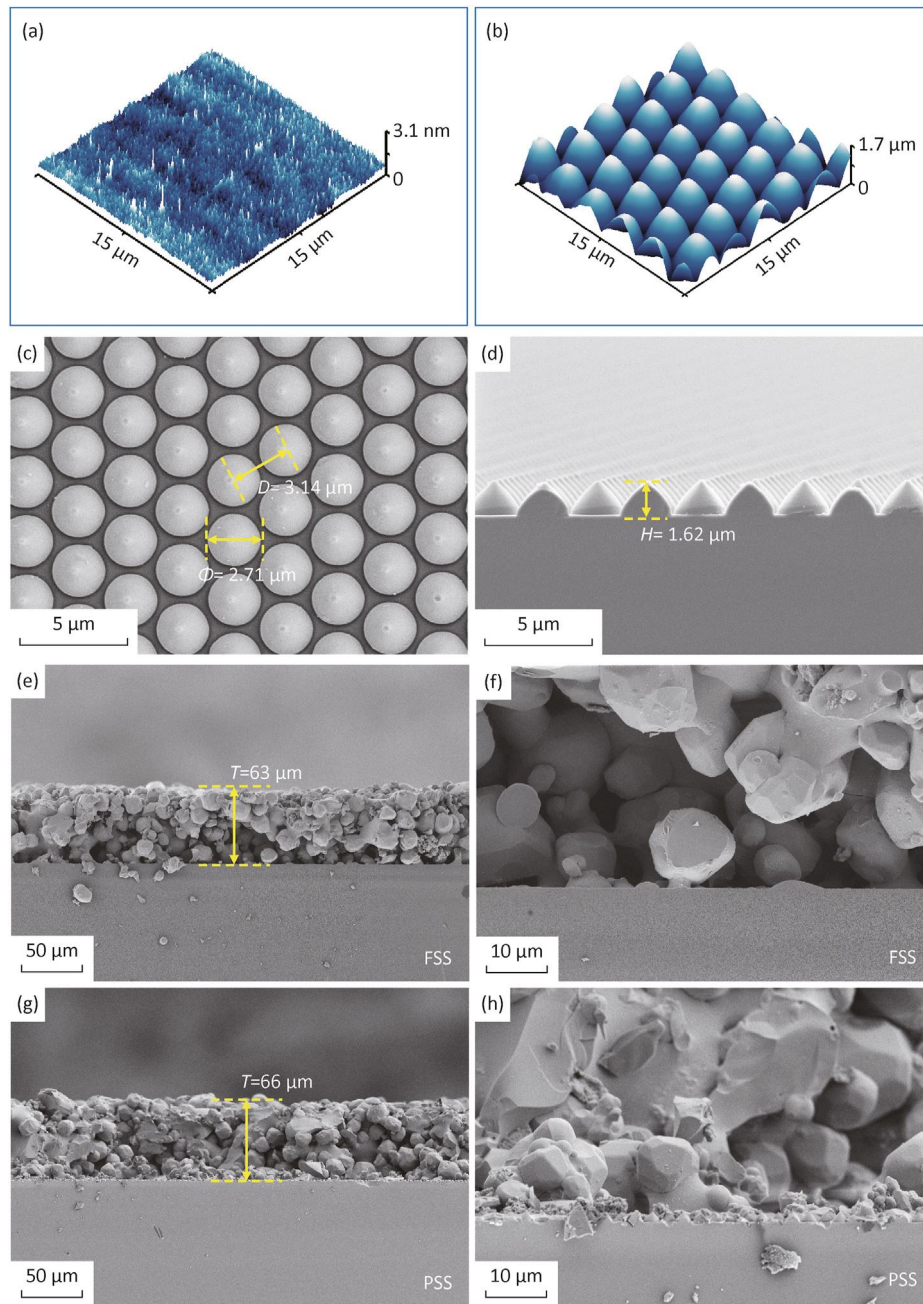 (a)
3.1 nm
0
15 µm
15 µm
(b)
1.7 µm
0
15 µm
15 µm
(c)
D= 3.14 µm
Φ= 2.71 µm
5 µm
(d)
H= 1.62 µm
5 µm
(e)
T=63 µm
50 µm
FSS
(f)
10 µm
FSS
(g)
T=66 µm
50 µm
PSS
(h)
10 µm
PSS